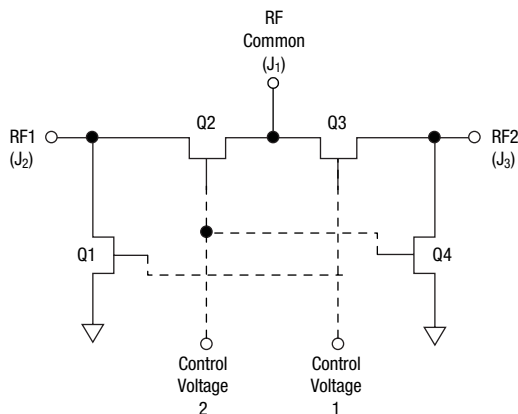 RF
Common
(J1)
Q2
Q3
RF1
(J2)
RF2
(J3)
Q1
Q4
Control
Voltage
2
Control
Voltage
1